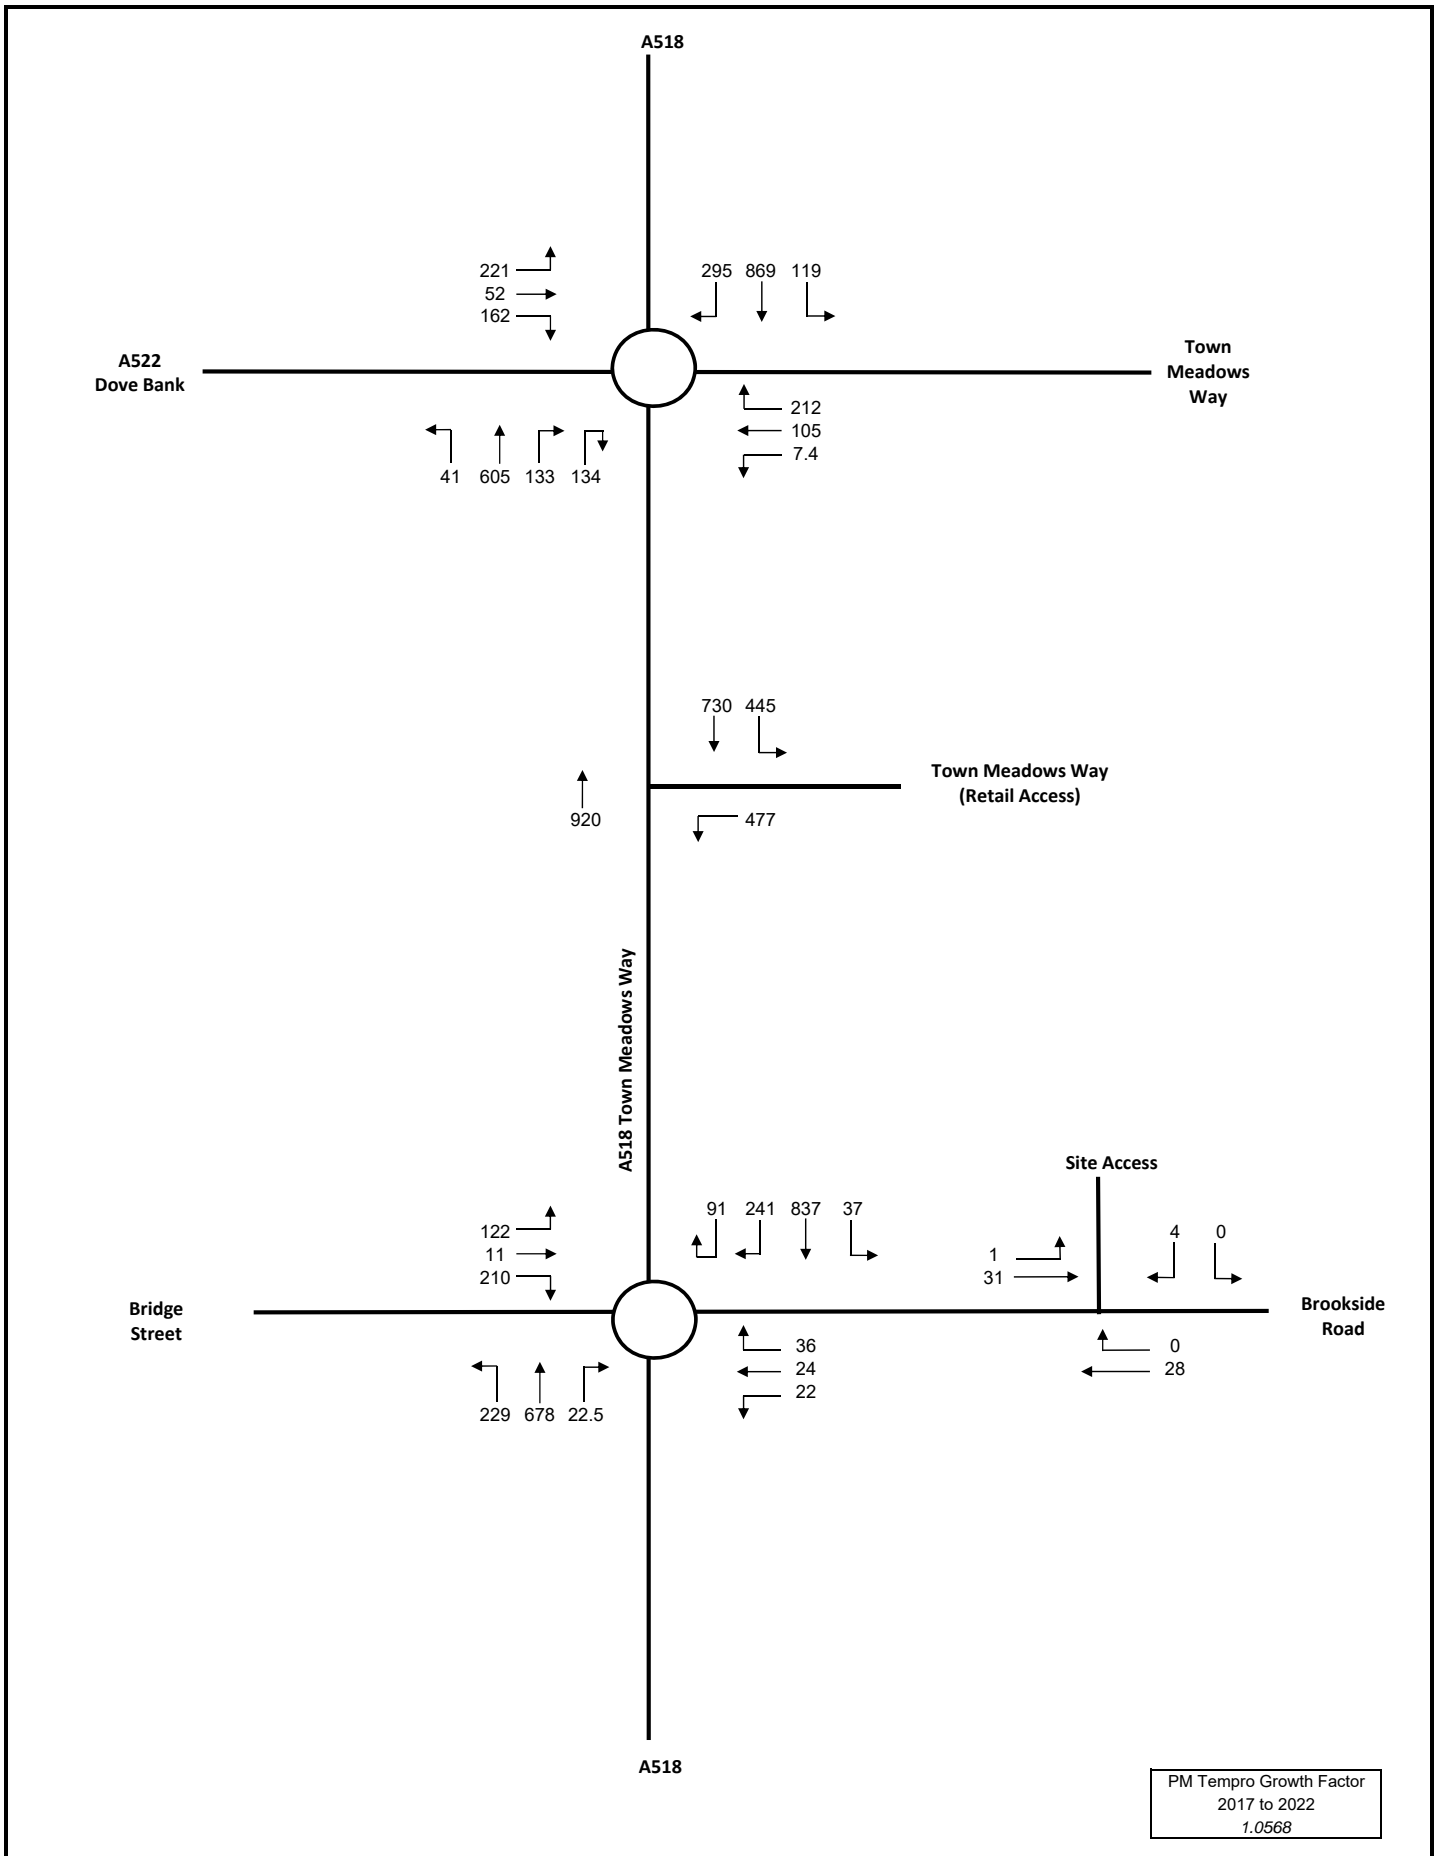 A518
221
52
162
295 869 119
A522
Dove Bank
Town
Meadows
Way
212
105
7.4
41 605 133 134
730 445
Town Meadows Way
(Retail Access)
920
477
A518 Town Meadows Way
Site Access
122
11
210
91 241 837 37
1
31
4 0
Bridge
Street
Brookside
Road
36
24
22
0
28
229 678 22.5
A518
PM Tempro Growth Factor
2017 to 2022
1.0568